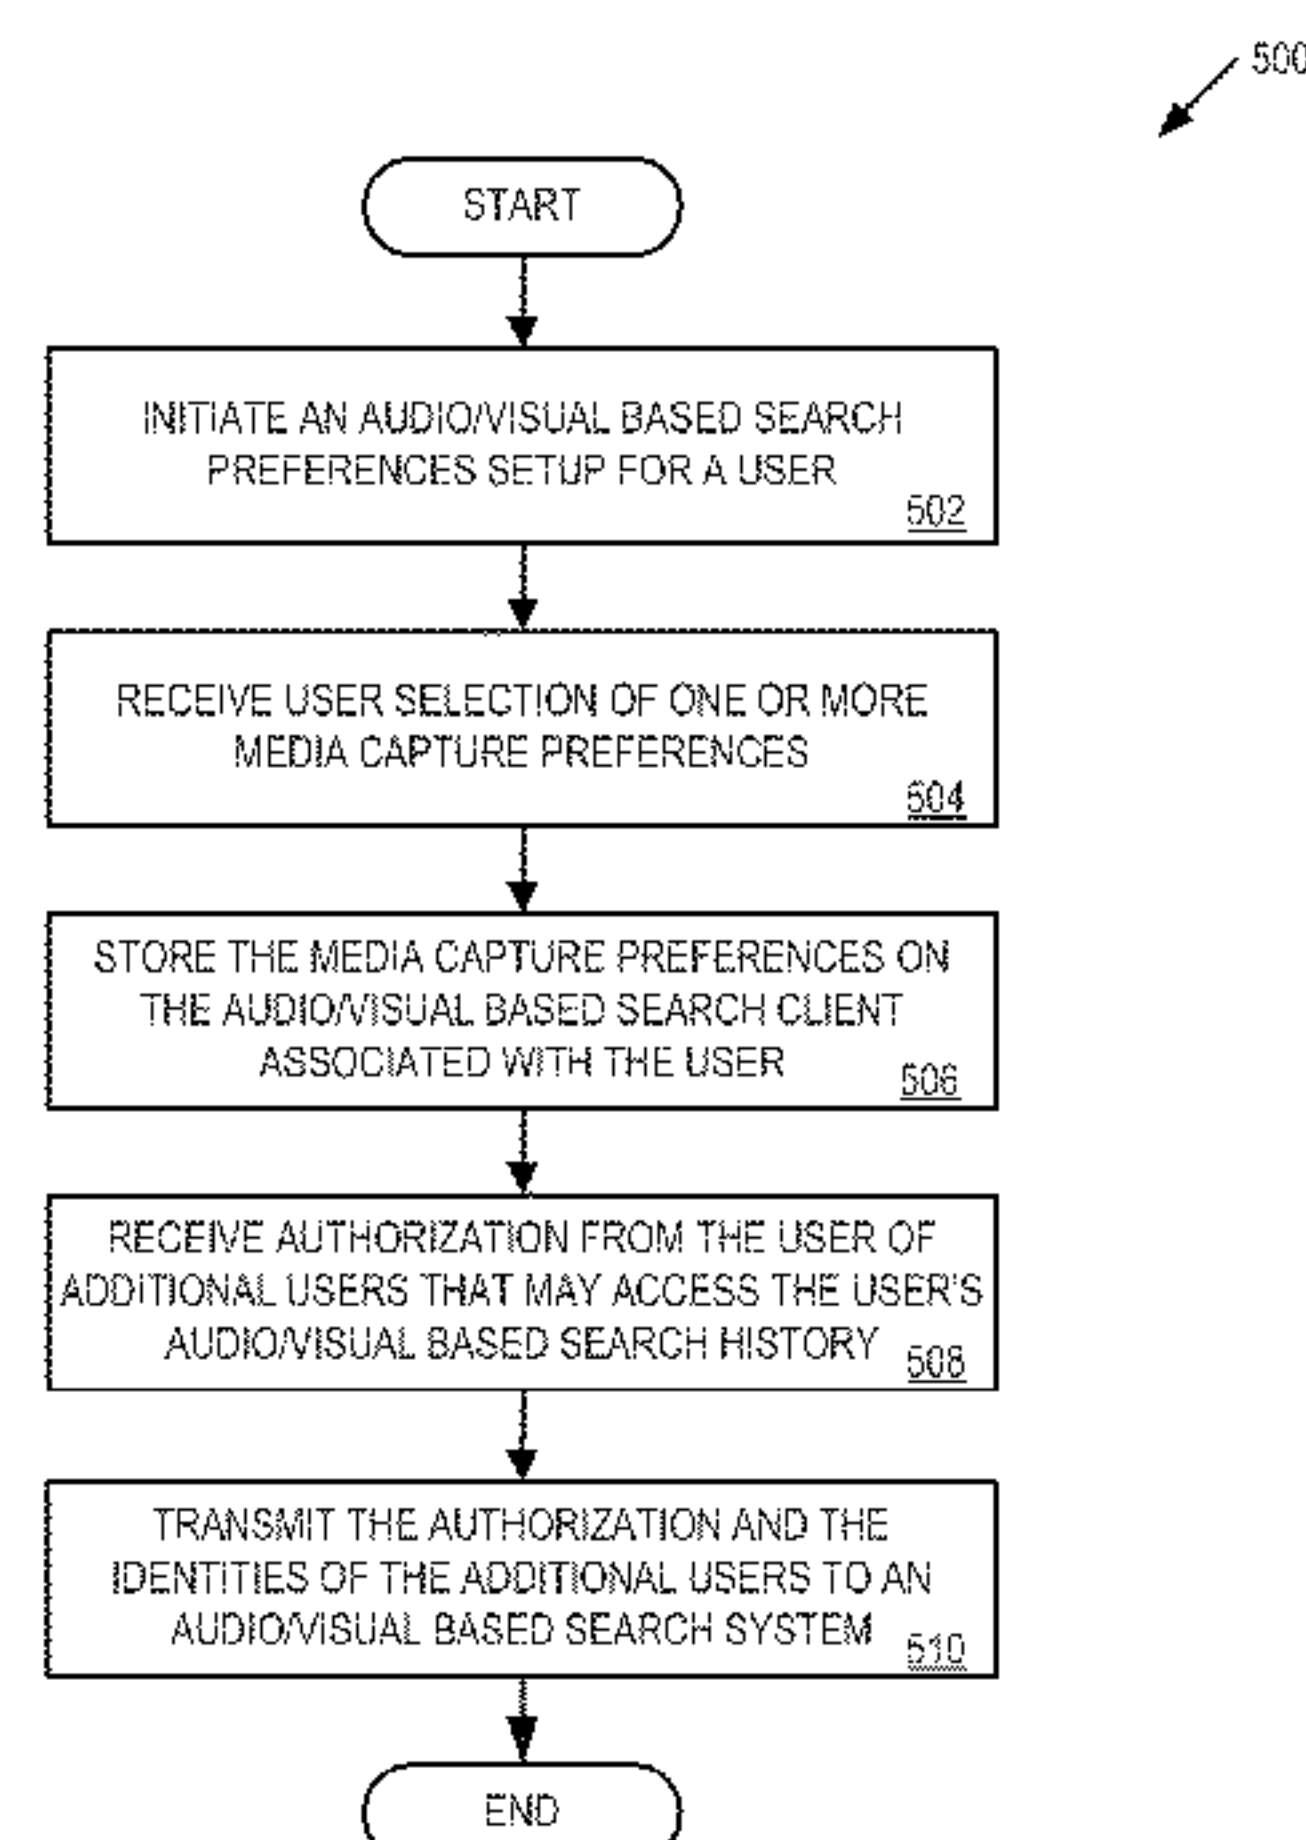 500
START
INITIATE AN AUDIO/VISUAL BASED SEARCH
PREFERENCES SETUP FOR A USER
502
RECEIVE USER SELECTION OF ONE OR MORE
MEDIA CAPTURE PREFERENCES
504
STORE THE MEDIA CAPTURE PREFERENCES ON
THE AUDIO/VISUAL BASED SEARCH CLIENT
ASSOCIATED WITH THE USER
506
RECEIVE AUTHORIZATION FROM THE USER OF
ADDITIONAL USERS THAT MAY ACCESS THE USER'S
AUDIO/VISUAL BASED SEARCH HISTORY
508
TRANSMIT THE AUTHORIZATION AND THE
IDENTITIES OF THE ADDITIONAL USERS TO AN
AUDIO/VISUAL BASED SEARCH SYSTEM
510
END